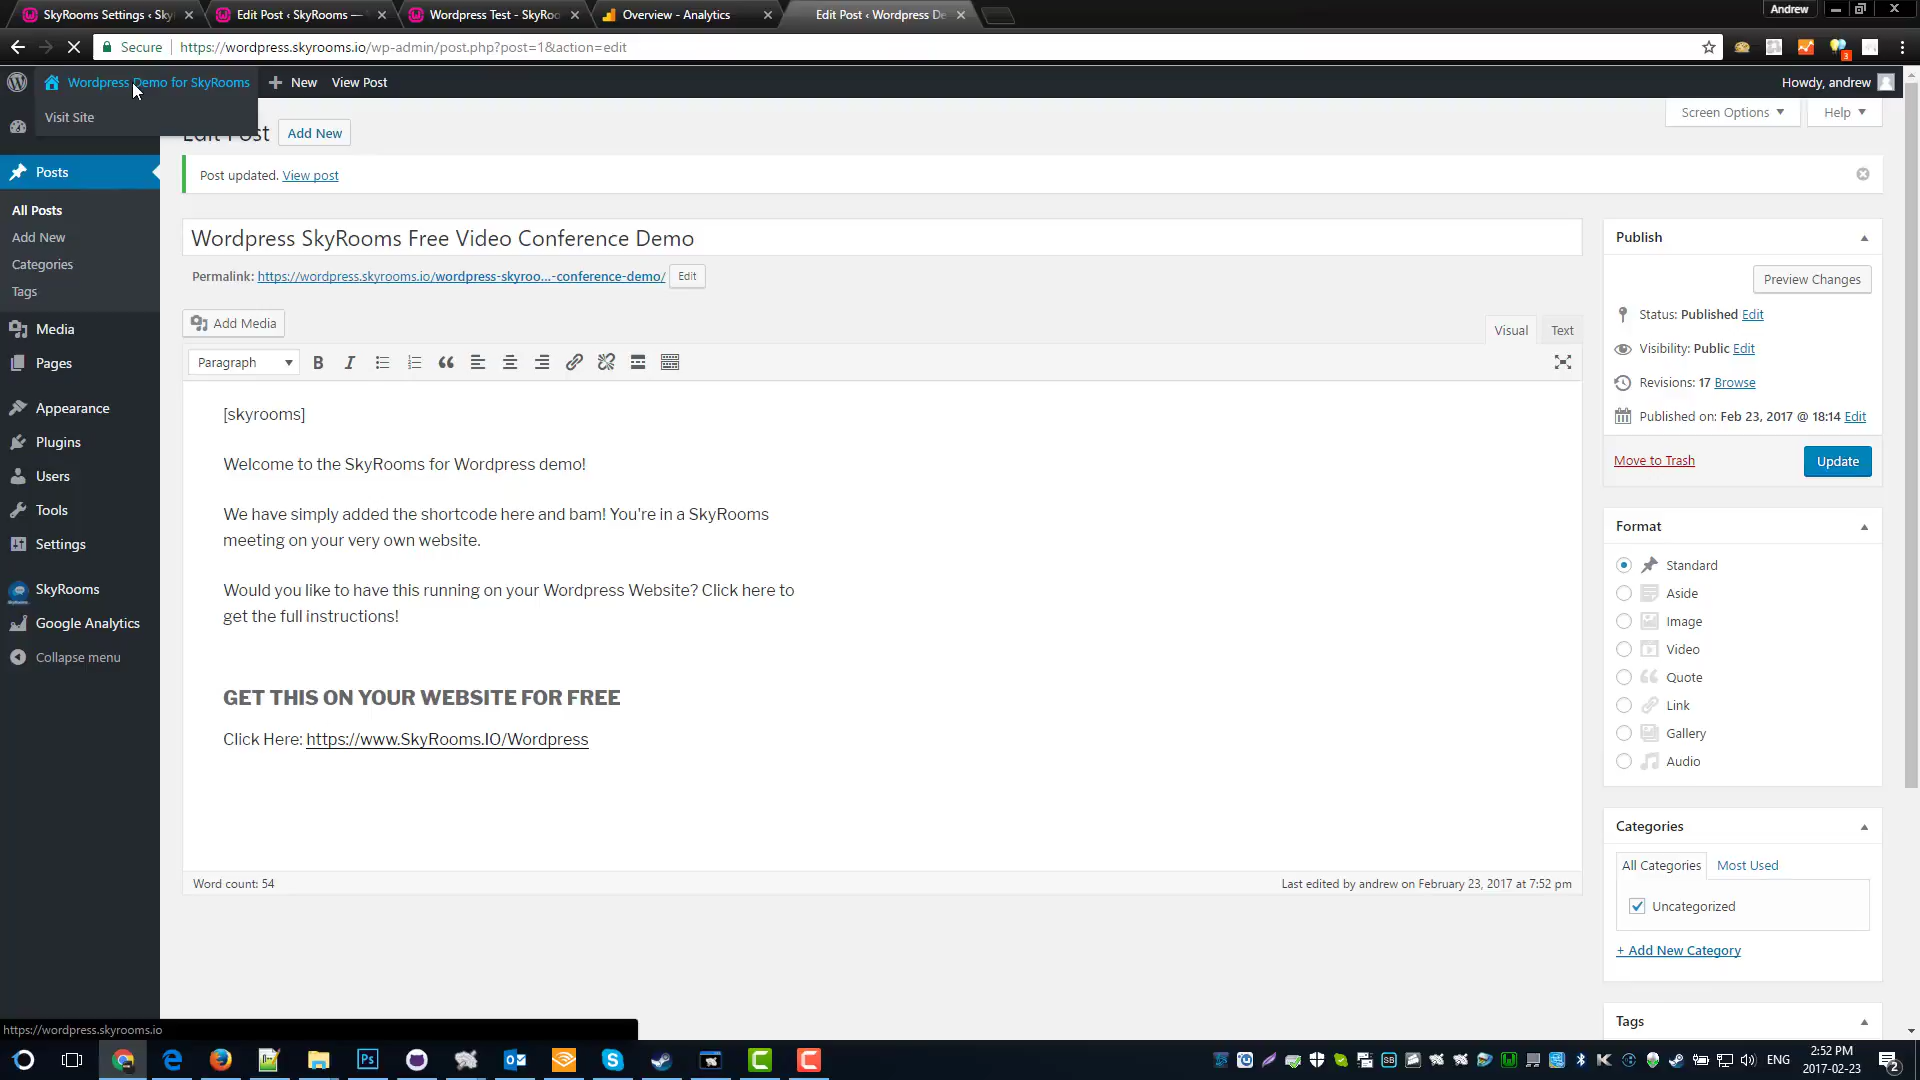 SkyRooms Settings ‹ Sky
Edit Post ‹ SkyRooms —
Wordpress Test - SkyRoo
Overview - Analytics
Edit Post ‹ Wordpress De
Andrew
Secure
https://wordpress.skyrooms.io/wp-admin/post.php?post=1&action=edit
Wordpress Demo for SkyRooms
New
View Post
Howdy, andrew
Visit Site
Edit Post
Add New
Screen Options
Help
Post updated. View post
Posts
All Posts
Add New
Categories
Tags
Media
Pages
Appearance
Plugins
Users
Tools
Settings
SkyRooms
Google Analytics
Collapse menu
Wordpress SkyRooms Free Video Conference Demo
Permalink: https://wordpress.skyrooms.io/wordpress-skyroo...-conference-demo/
Edit
Add Media
Visual
Text
Paragraph
[skyrooms]
Welcome to the SkyRooms for Wordpress demo!
We have simply added the shortcode here and bam! You're in a SkyRooms
meeting on your very own website.
Would you like to have this running on your Wordpress Website? Click here to
get the full instructions!
GET THIS ON YOUR WEBSITE FOR FREE
Click Here: https://www.SkyRooms.IO/Wordpress
Word count: 54
Last edited by andrew on February 23, 2017 at 7:52 pm
Publish
Preview Changes
Status: Published Edit
Visibility: Public Edit
Revisions: 17 Browse
Published on: Feb 23, 2017 @ 18:14 Edit
Move to Trash
Update
Format
Standard
Aside
Image
Video
Quote
Link
Gallery
Audio
Categories
All Categories
Most Used
Uncategorized
+ Add New Category
Tags
https://wordpress.skyrooms.io
ENG
2:52 PM
2017-02-23